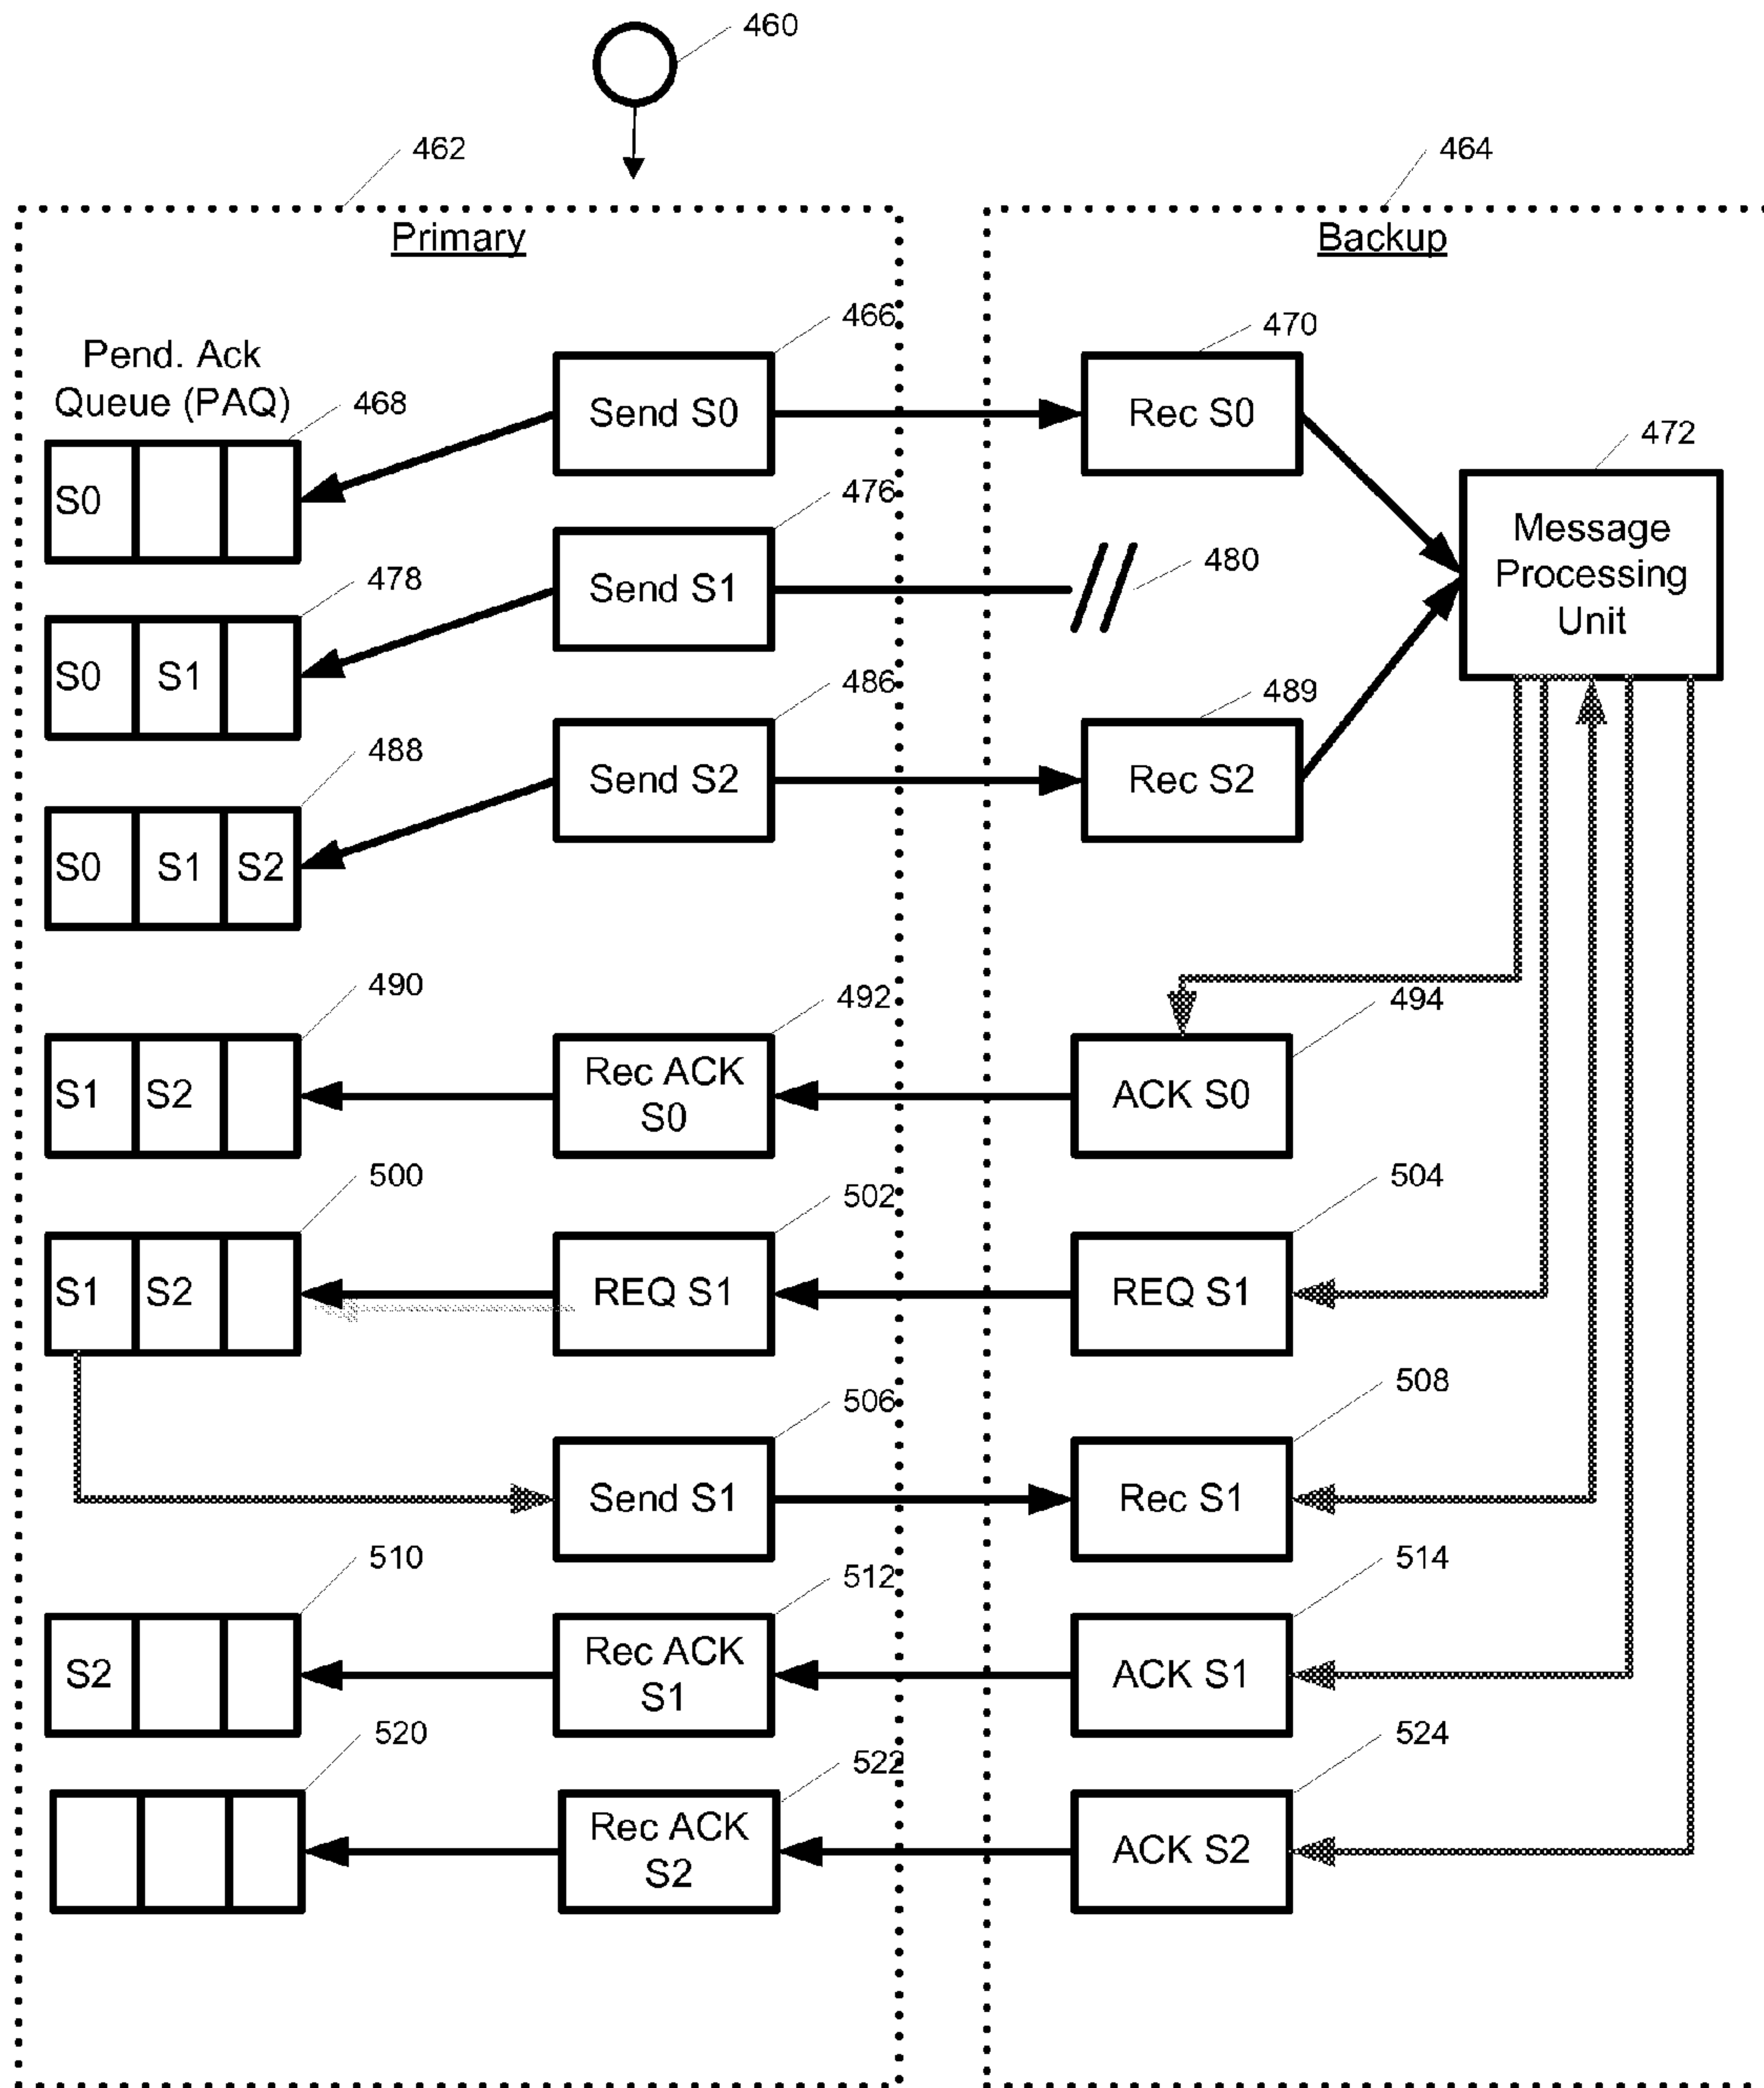 460
462
464
Primary
Backup
466
470
Pend. Ack
Queue (PAQ)
468
Send S0
Rec S0
472
S0
476
Message
Processing
Unit
478
Send S1
480
S0 S1
486
489
488
Send S2
Rec S2
S0 S1 S2
490
492
494
S1 S2
Rec ACK
S0
ACK S0
500
502
504
S1 S2
REQ S1
REQ S1
506
508
Send S1
Rec S1
510
512
514
S2
Rec ACK
S1
ACK S1
520
522
524
Rec ACK
S2
ACK S2